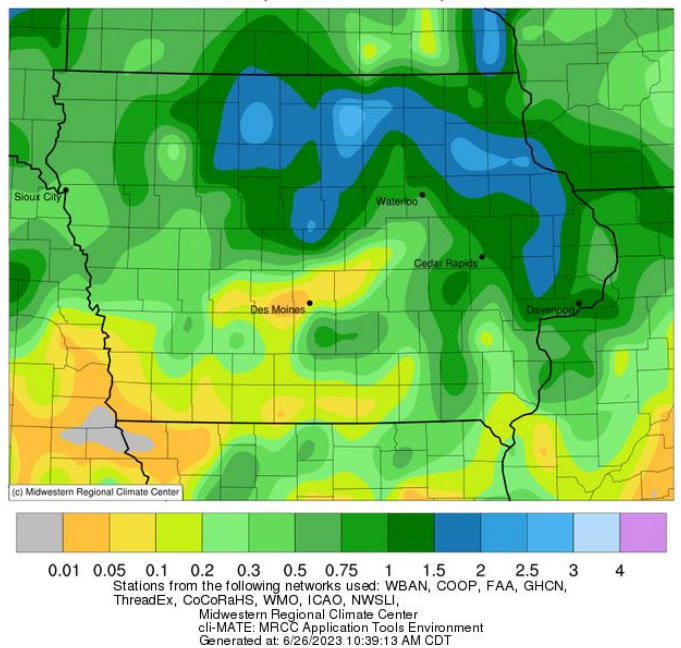 Sioux City
Waterloo
Cedar Rapids
Des Moines
Davenport
(c) Midwestern Regional Climate Center
0.01 0.05 0.1 0.2 0.3 0.5 0.75 1 1.5 2 2.5 3 4
Stations from the following networks used: WBAN, COOP, FAA, GHCN,
ThreadEx, CoCoRaHS, WMO, ICAO, NWSLI,
Midwestern Regional Climate Center
cli-MATE: MRCC Application Tools Environment
Generated at: 6/26/2023 10:39:13 AM CDT